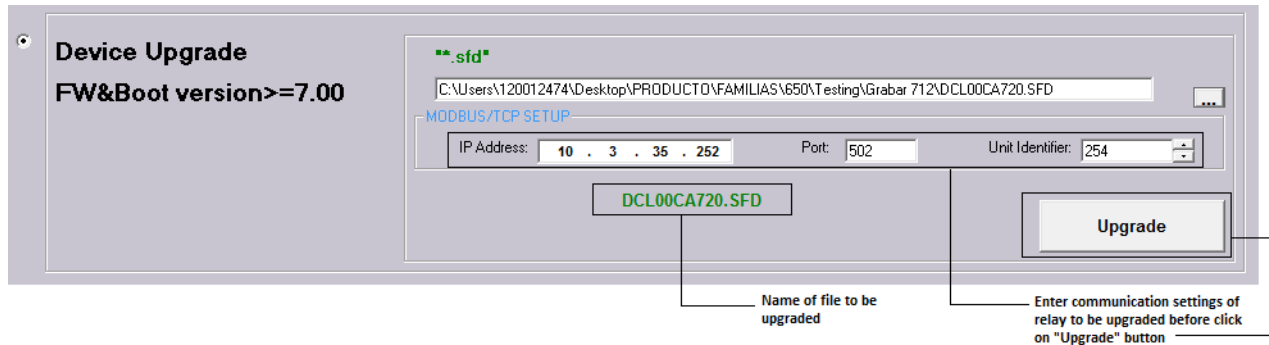 Device Upgrade
FW&Boot version>=7.00
"*.sfd"
C:\Users\120012474\Desktop\PRODUCTO\FAMILIAS\650\Testing\Grabar 712\DCL00CA720.SFD
...
MODBUS/TCP SETUP
IP Address: 10 . 3 . 35 . 252 Port: 502 Unit Identifier: 254
DCL00CA720.SFD
Upgrade
Name of file to be
upgraded
Enter communication settings of
relay to be upgraded before click
on "Upgrade" button